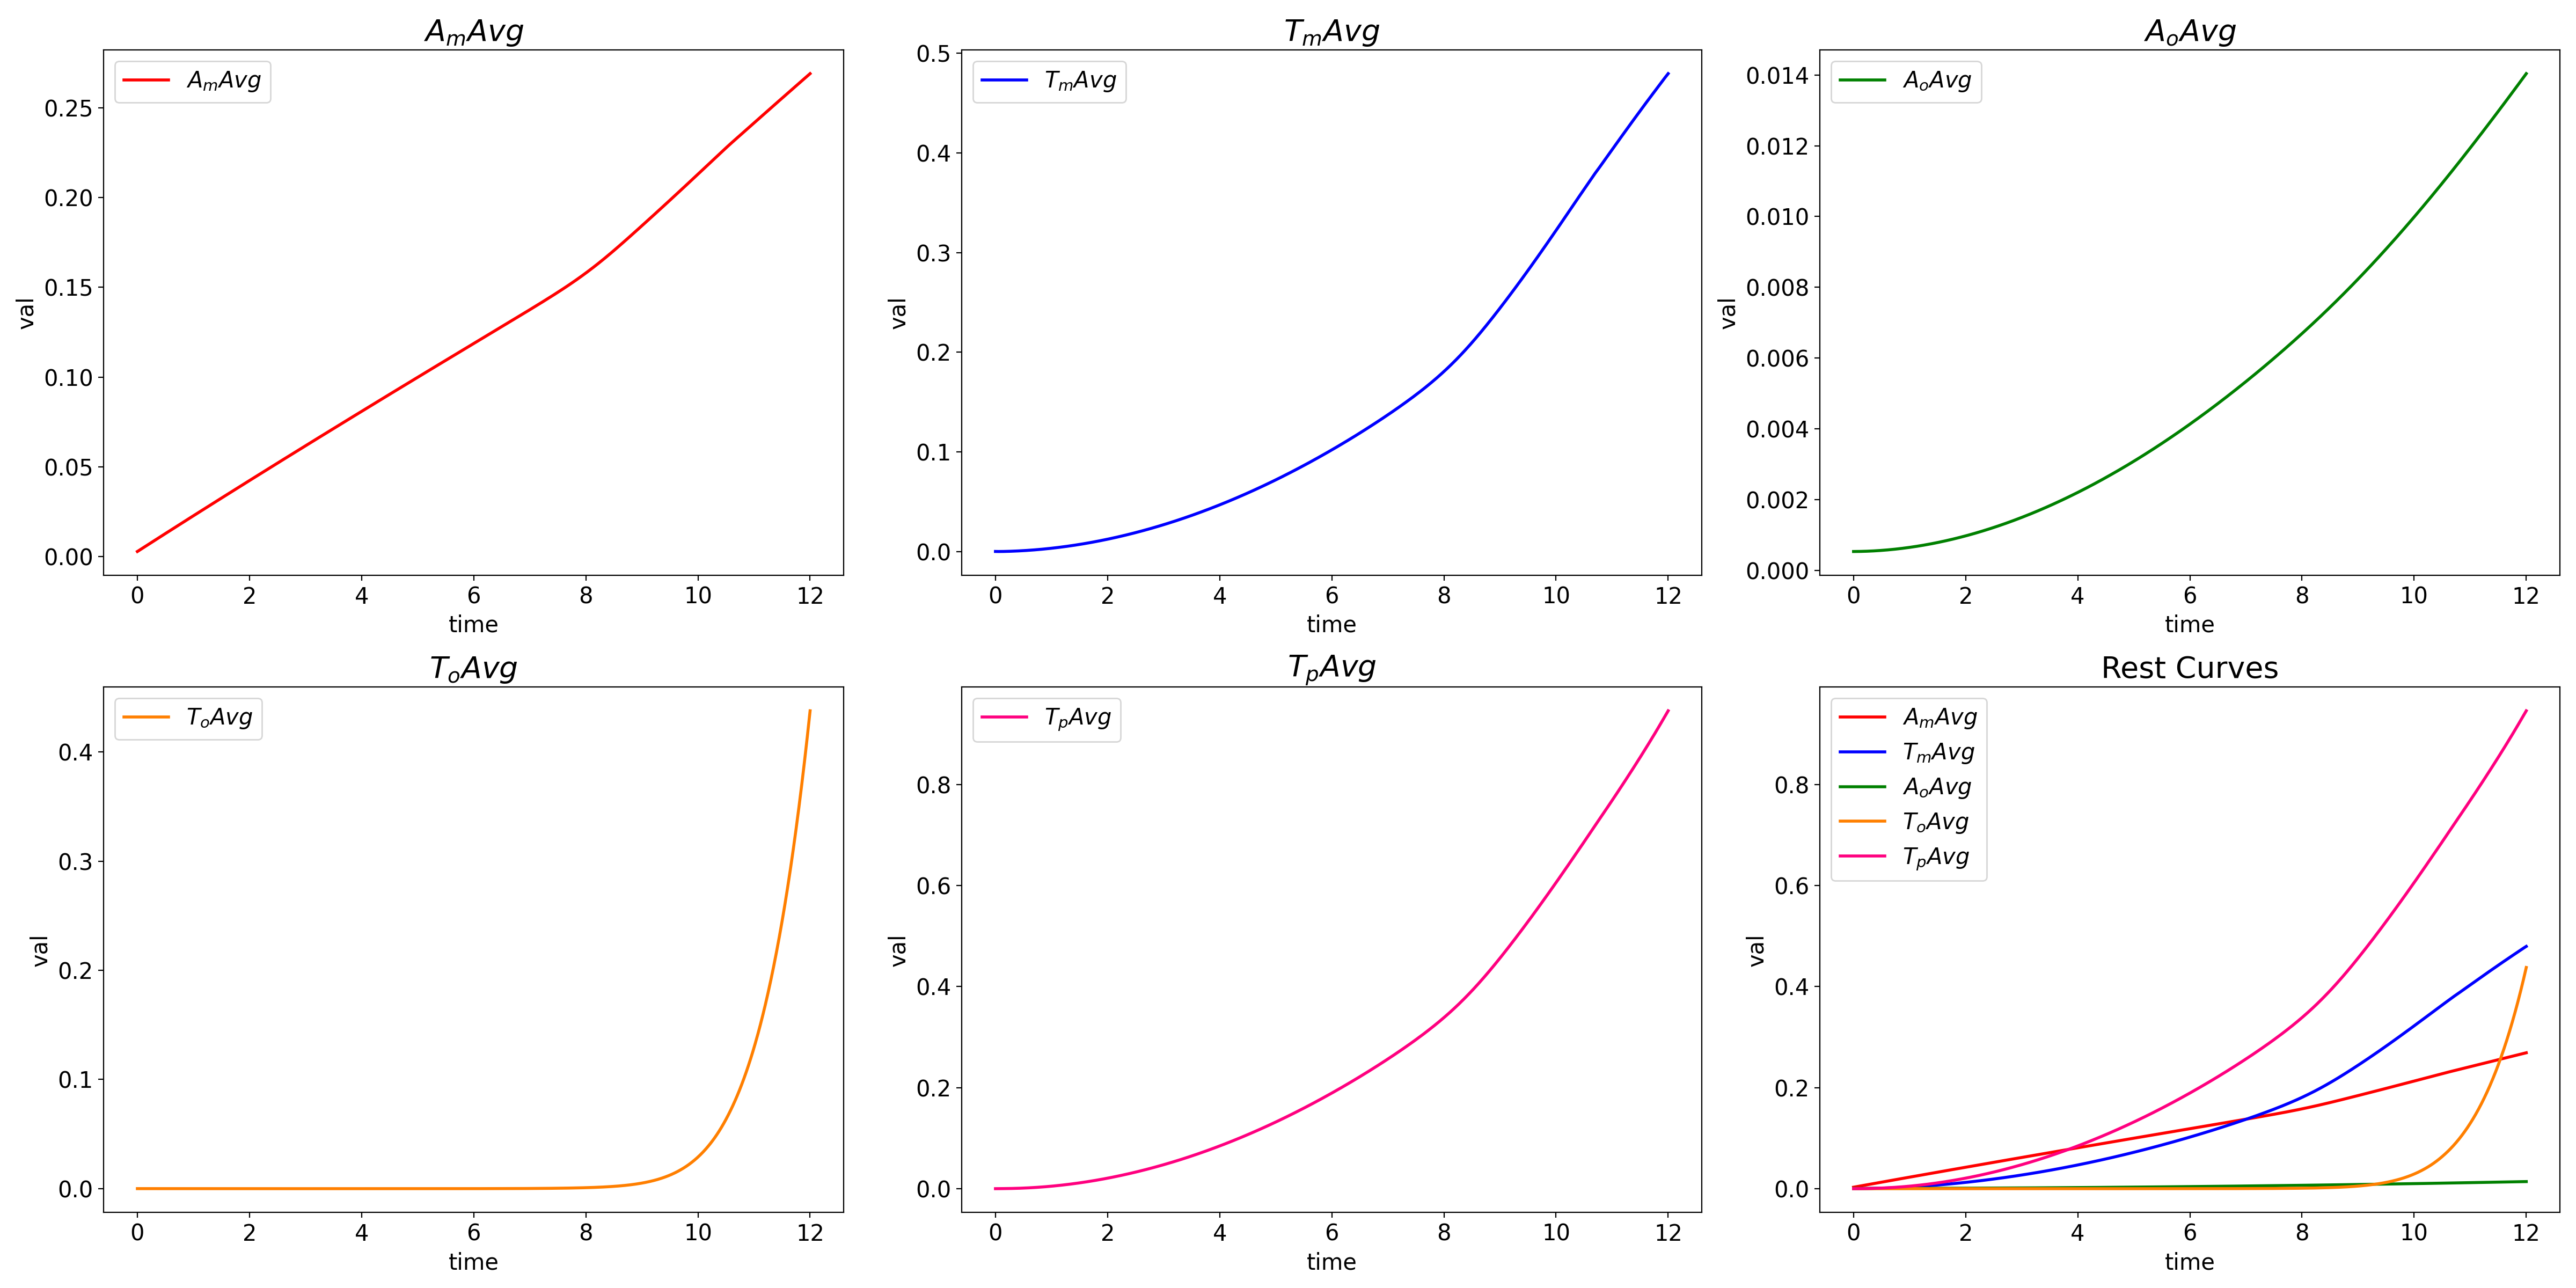 A_mAvg
A_mAvg
0.25
0.20
0.15
0.10
0.05
0.00
val
0 2 4 6 8 10 12
time
T_mAvg
T_mAvg
0.5
0.4
0.3
0.2
0.1
0.0
val
0 2 4 6 8 10 12
time
A_oAvg
A_oAvg
0.014
0.012
0.010
0.008
0.006
0.004
0.002
0.000
val
0 2 4 6 8 10 12
time
T_oAvg
T_oAvg
0.4
0.3
0.2
0.1
0.0
val
0 2 4 6 8 10 12
time
T_pAvg
T_pAvg
0.8
0.6
0.4
0.2
0.0
val
0 2 4 6 8 10 12
time
Rest Curves
A_mAvg
T_mAvg
A_oAvg
T_oAvg
T_pAvg
0.8
0.6
0.4
0.2
0.0
val
0 2 4 6 8 10 12
time